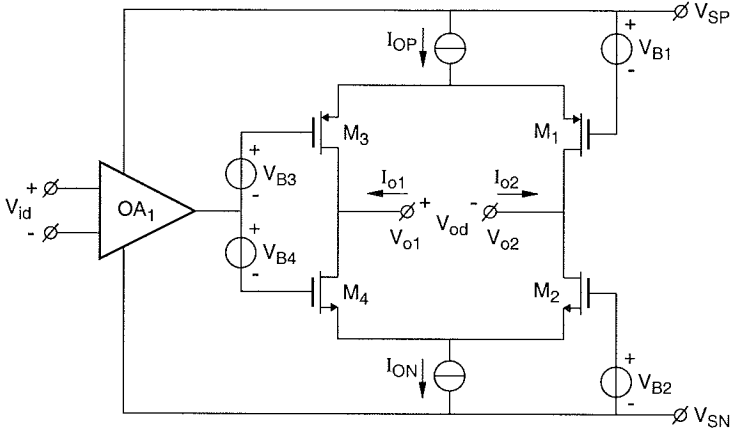 V_SP
I_OP
+
V_B1
-
M_3
M_1
+
V_B3
-
I_o1
I_o2
+
V_id
-
OA_1
+
V_od
-
V_o1
V_o2
+
V_B4
-
M_4
M_2
I_ON
+
V_B2
-
V_SN